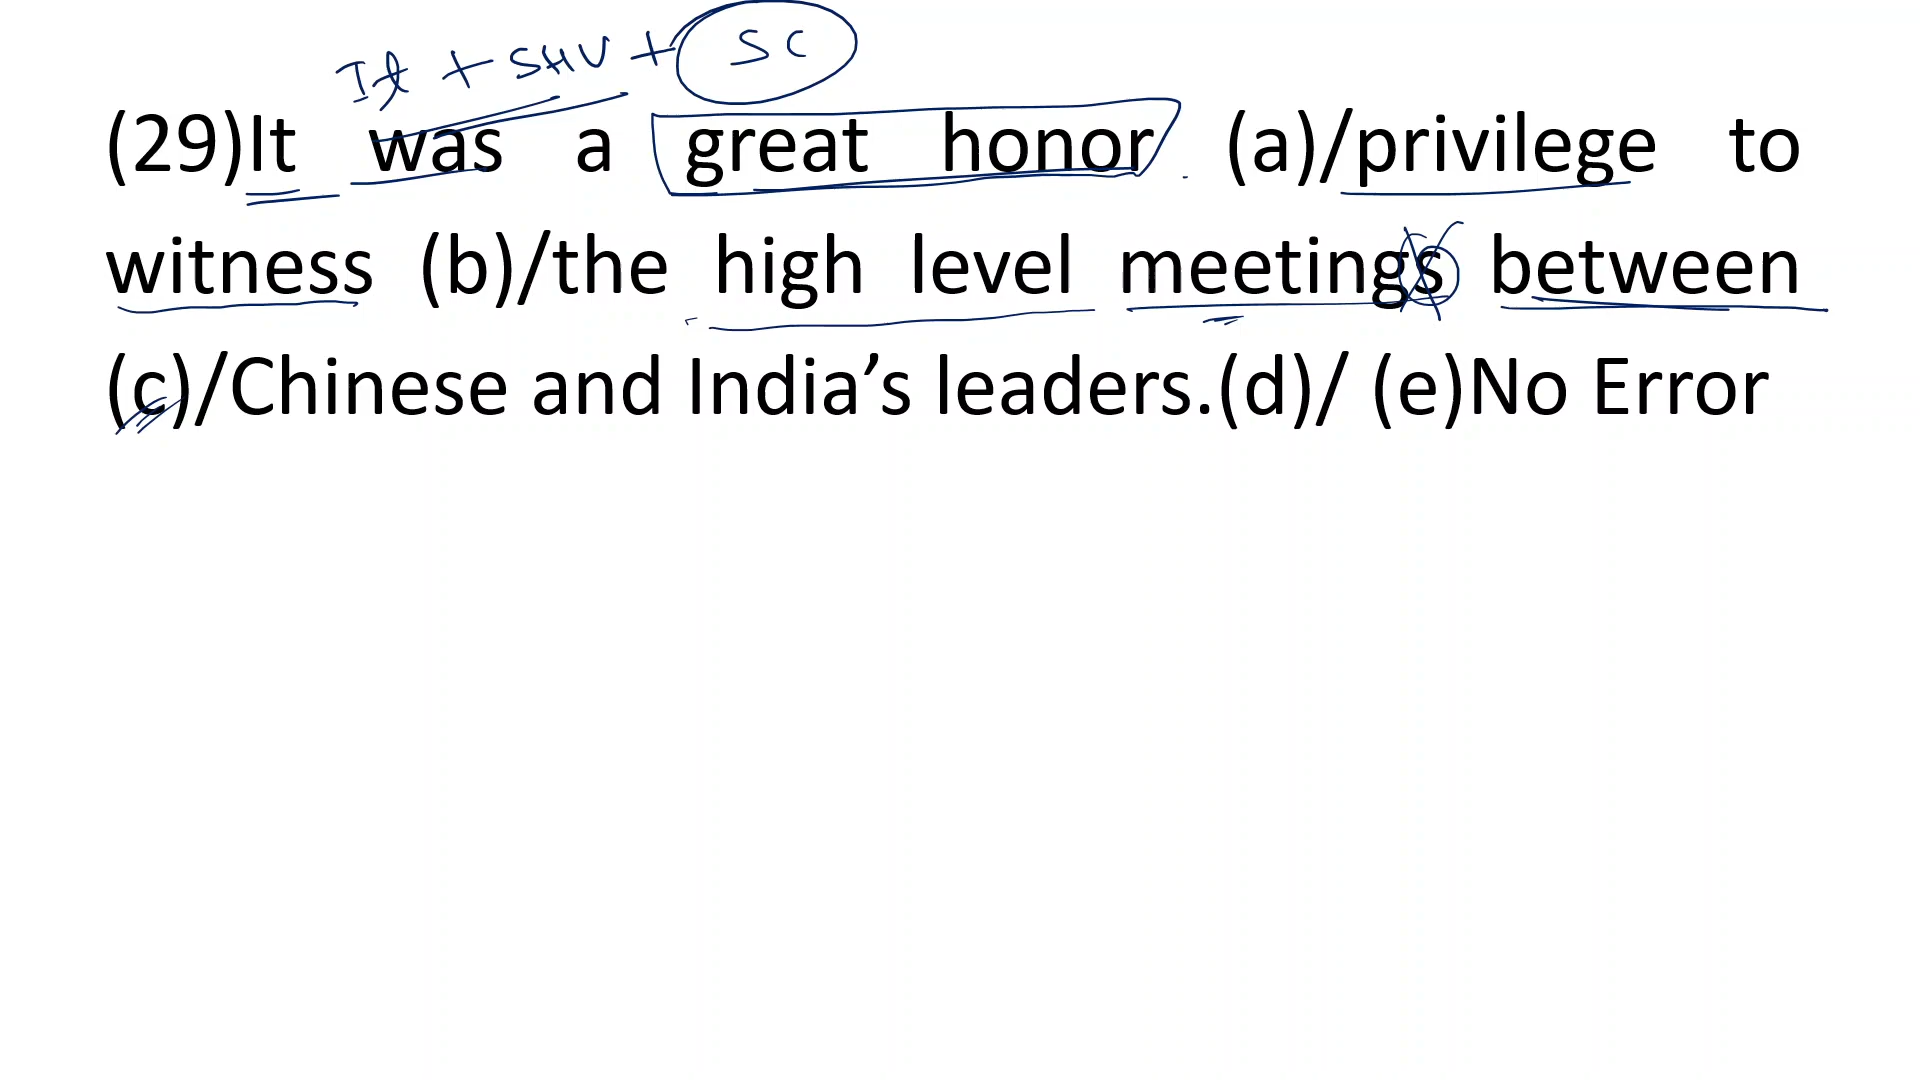 It + SHV + SC
(29)It was a great honor (a)/privilege to
witness (b)/the high level meetings between
(c)/Chinese and India’s leaders.(d)/ (e)No Error